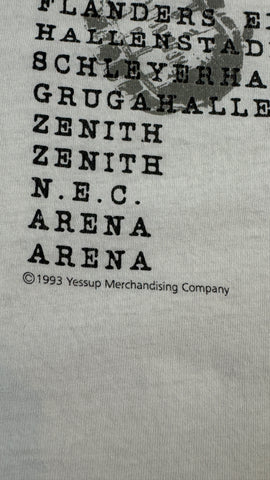 FLANDERS E
HALLENSTAD
SCHLEYERHA
GRUGAHALLE
ZENITH
ZENITH
N.E.C.
ARENA
ARENA
©1993 Yessup Merchandising Company